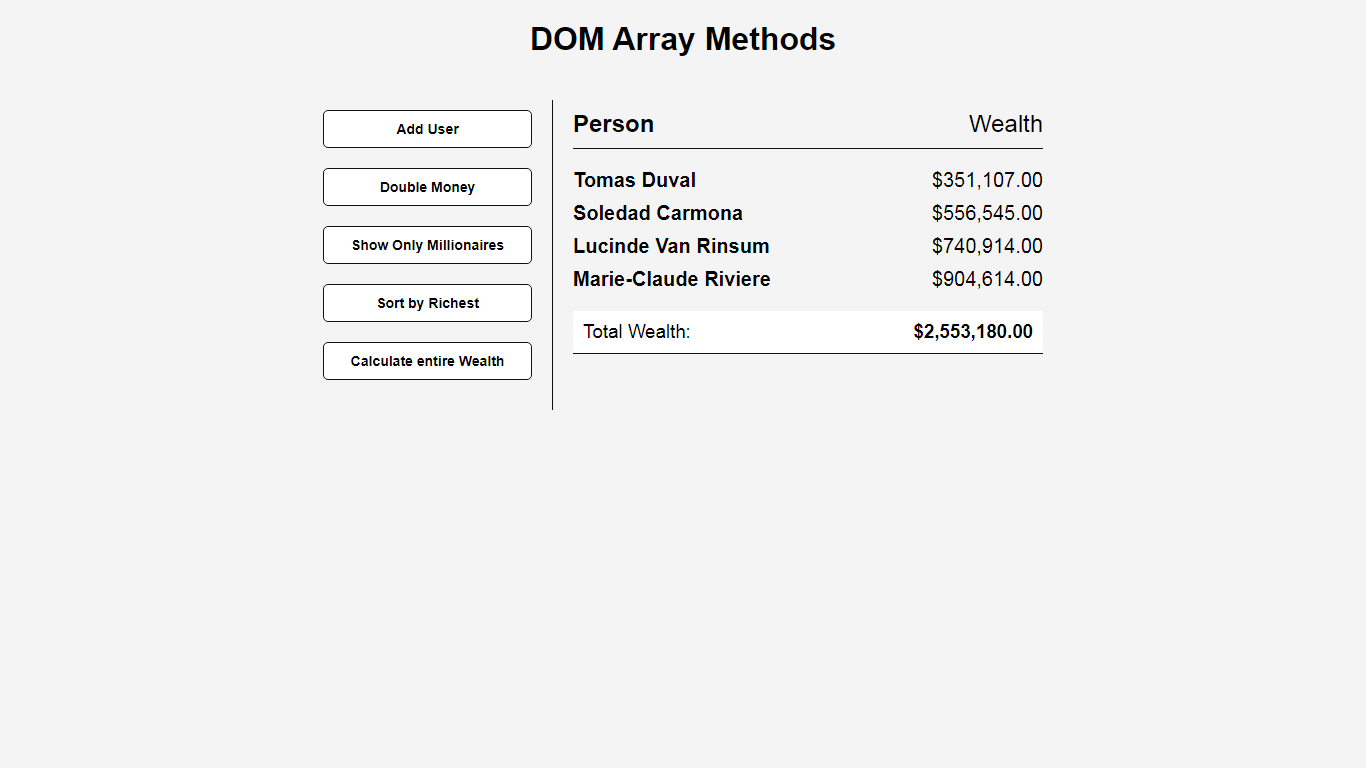 DOM Array Methods
Add User
Double Money
Show Only Millionaires
Sort by Richest
Calculate entire Wealth
Person Wealth
Tomas Duval $351,107.00
Soledad Carmona $556,545.00
Lucinde Van Rinsum $740,914.00
Marie-Claude Riviere $904,614.00
Total Wealth: $2,553,180.00